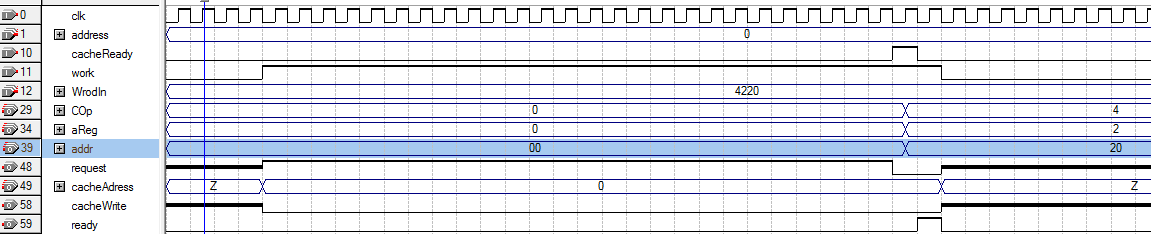 0 clk
1 address 0
10 cacheReady
11 work
12 WrodIn 4220
29 COp 0 4
34 aReg 0 2
39 addr 00 20
48 request
49 cacheAdress Z 0 Z
58 cacheWrite
59 ready